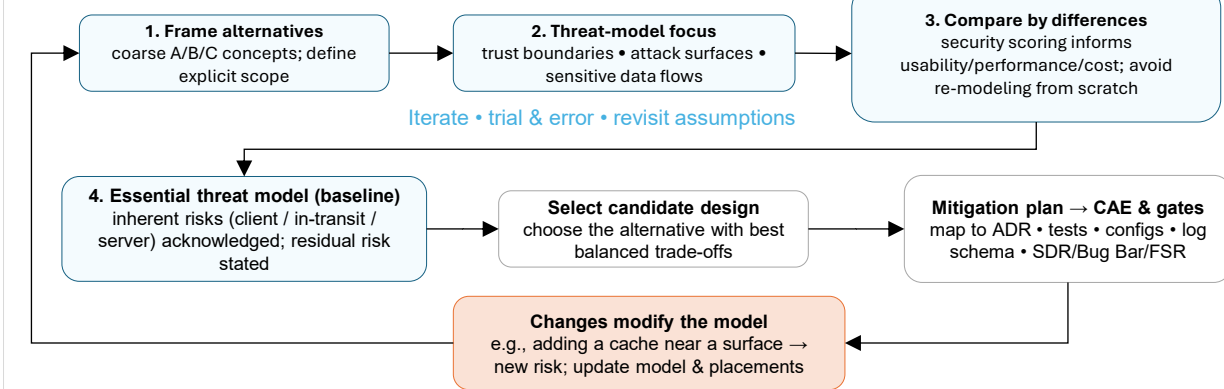 1. Frame alternatives
coarse A/B/C concepts; define
explicit scope
2. Threat-model focus
trust boundaries • attack surfaces •
sensitive data flows
3. Compare by differences
security scoring informs
usability/performance/cost; avoid
re-modeling from scratch
Iterate • trial & error • revisit assumptions
4. Essential threat model (baseline)
inherent risks (client / in-transit /
server) acknowledged; residual risk
stated
Select candidate design
choose the alternative with best
balanced trade-offs
Mitigation plan → CAE & gates
map to ADR • tests • configs • log
schema • SDR/Bug Bar/FSR
Changes modify the model
e.g., adding a cache near a surface →
new risk; update model & placements